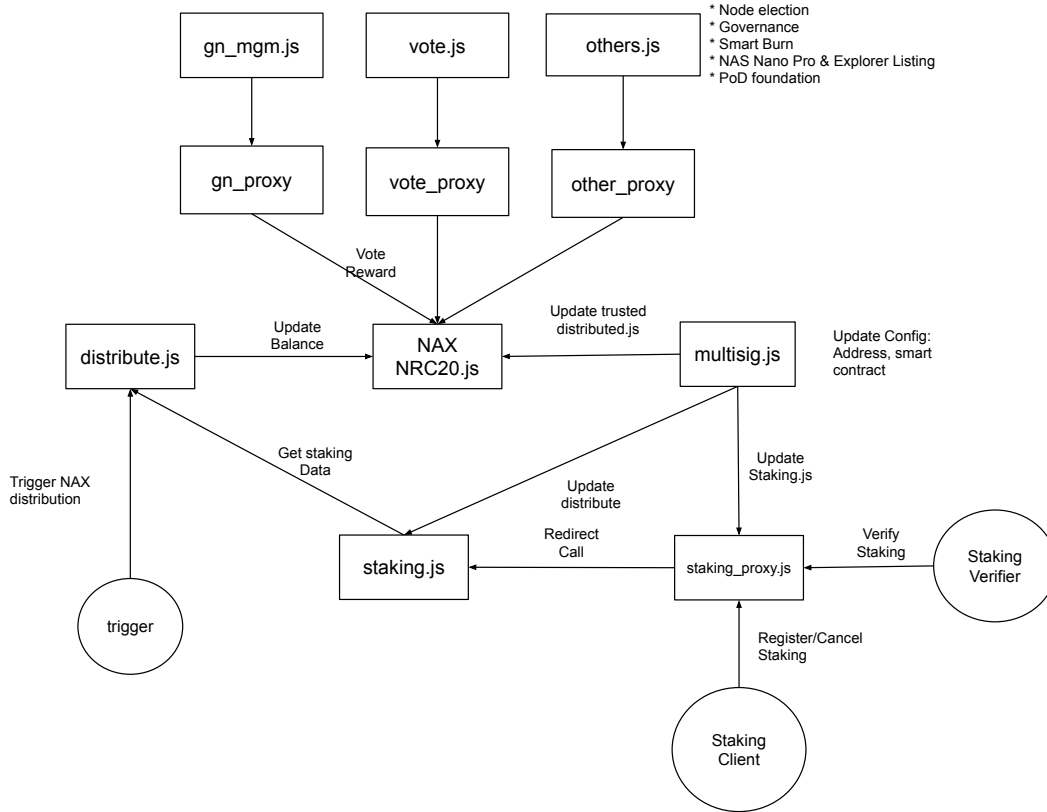 * Node election
* Governance
* Smart Burn
* NAS Nano Pro & Explorer Listing
* PoD foundation
gn_mgm.js
vote.js
others.js
gn_proxy
vote_proxy
other_proxy
Vote
Reward
Update
Balance
Update trusted
distributed.js
distribute.js
NAX
NRC20.js
multisig.js
Update Config:
Address, smart
contract
Get staking
Data
Trigger NAX
distribution
Update
distribute
Update
Staking.js
Redirect
Call
Verify
Staking
staking.js
staking_proxy.js
Staking
Verifier
trigger
Register/Cancel
Staking
Staking
Client